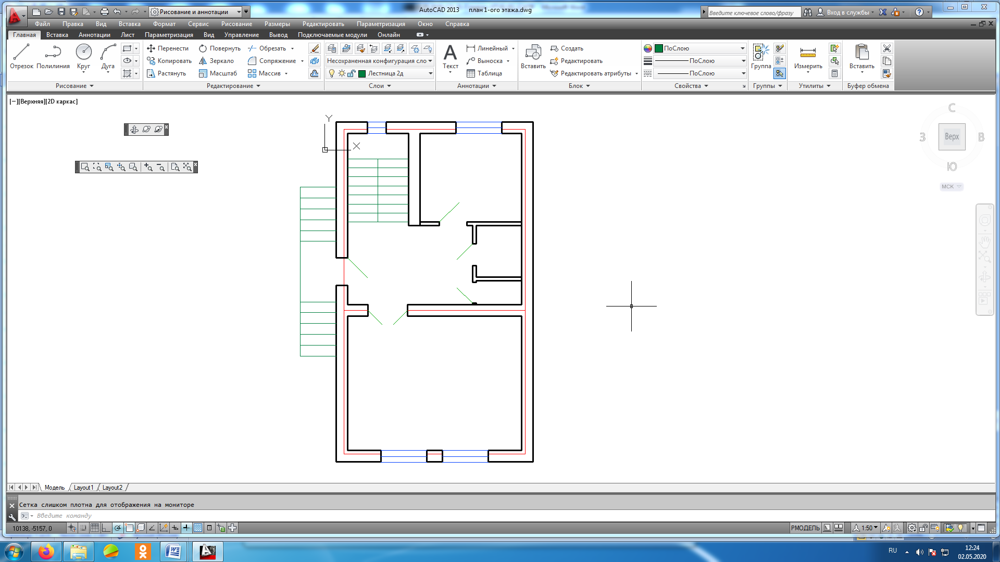 AutoCAD 2013 план 1-ого этажа.dwg
Рисование и аннотации
Введите ключевое слово/фразу
Вход в службы
Файл Правка Вид Вставка Формат Сервис Рисование Размеры Редактировать Параметризация Окно Справка
Главная Вставка Аннотации Лист Параметризация Вид Управление Вывод Подключаемые модули Онлайн
Отрезок Полилиния Круг Дуга
Рисование
Перенести Повернуть Обрезать
Копировать Зеркало Сопряжение
Растянуть Масштаб Массив
Редактирование
Несохраненная конфигурация сло
Лестница 2д
Слои
Текст
Линейный
Выноска
Таблица
Аннотации
Вставить
Создать
Редактировать
Редактировать атрибуты
Блок
ПоСлою
ПоСлою
ПоСлою
Свойства
Группа
Группы
Измерить
Утилиты
Вставить
Буфер обмена
[−][Верхняя][2D каркас]
Y
X
С
З Верх В
Ю
МСК
Модель Layout1 Layout2
Сетка слишком плотна для отображения на мониторе
Введите команду
10138, -5157, 0
РМОДЕЛЬ
1:50
RU
12:24
02.05.2020